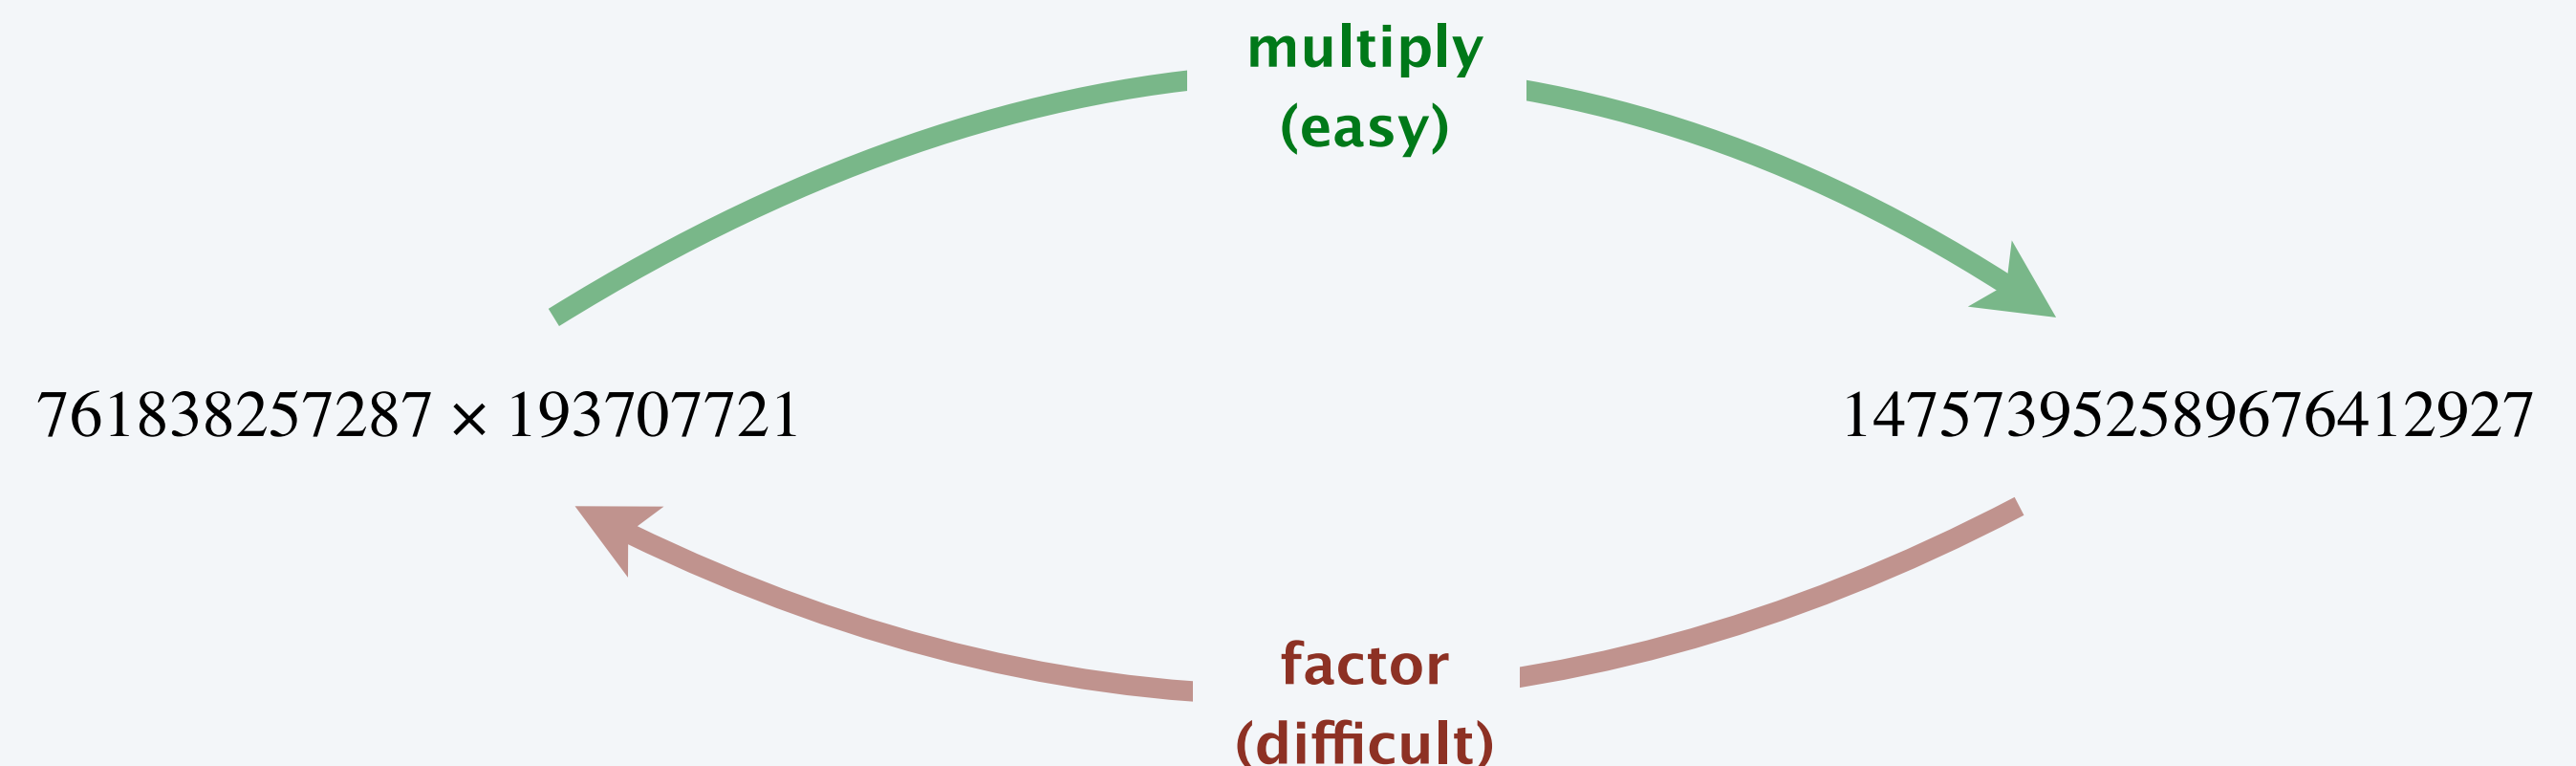 multiply
(easy)
761838257287 × 193707721
147573952589676412927
factor
(difficult)